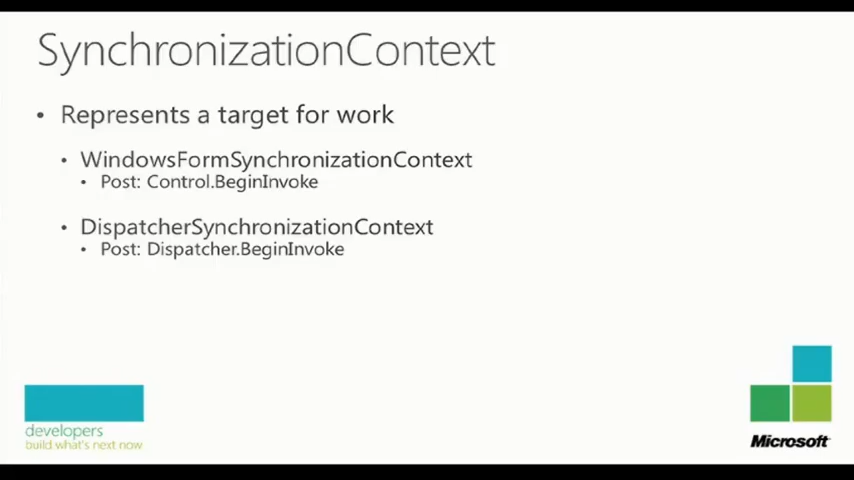 SynchronizationContext
• Represents a target for work
• WindowsFormSynchronizationContext
• Post: Control.BeginInvoke
• DispatcherSynchronizationContext
• Post: Dispatcher.BeginInvoke
developers
build what's next now
Microsoft